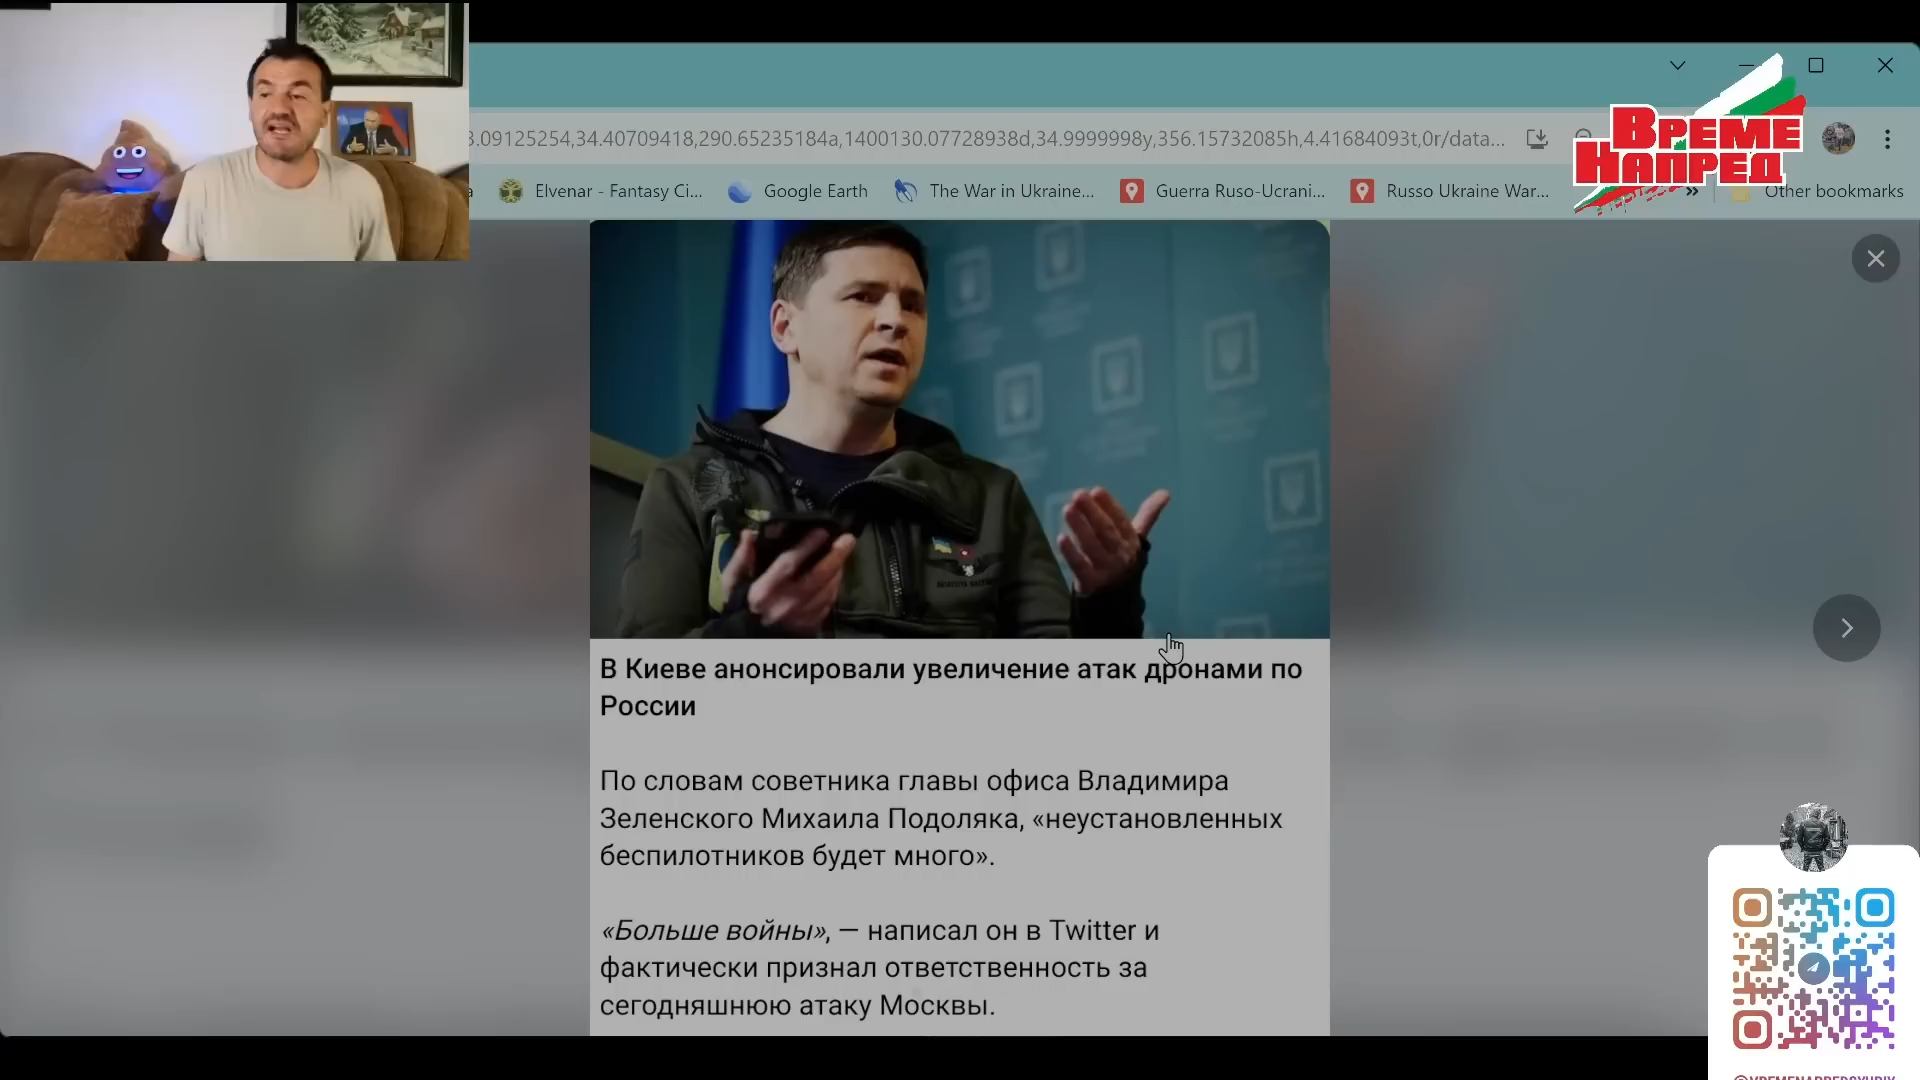 3.09125254,34.40709418,290.65235184a,1400130.07728938d,34.9999998y,356.15732085h,4.41684093t,0r/data...
ВРЕМЕ
НАПРЕД
Elvenar - Fantasy Ci...
Google Earth
The War in Ukraine...
Guerra Ruso-Ucrani...
Russo Ukraine War...
»
Other bookmarks
В Киеве анонсировали увеличение атак дронами по
России
По словам советника главы офиса Владимира
Зеленского Михаила Подоляка, «неустановленных
беспилотников будет много».
«Больше войны», — написал он в Twitter и
фактически признал ответственность за
сегодняшнюю атаку Москвы.